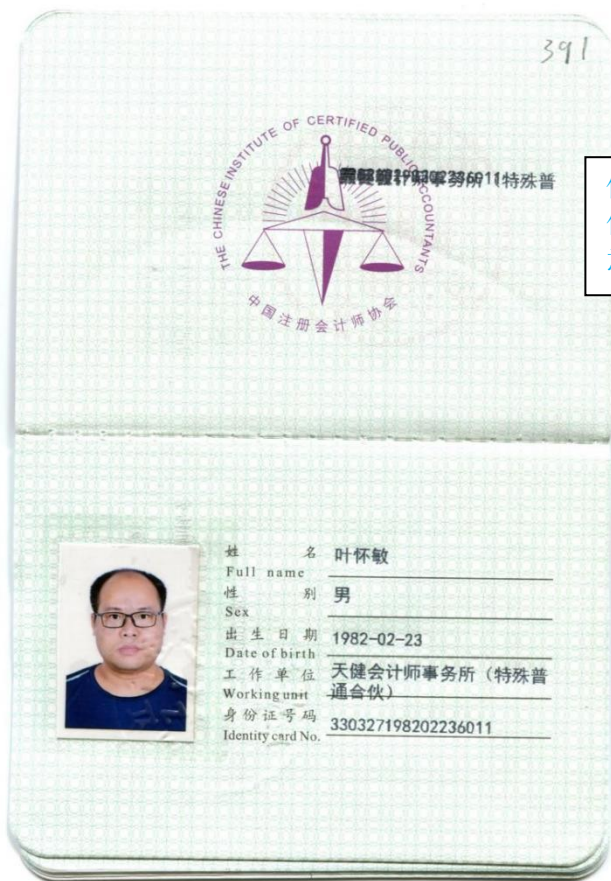 391
THE CHINESE INSTITUTE OF CERTIFIED PUBLIC ACCOUNTANTS
中国注册会计师协会
姓 名 叶怀敏
Full name
性 别 男
Sex
出 生 日 期 1982-02-23
Date of birth
工 作 单 位 天健会计师事务所（特殊普
Working unit 通合伙）
身 份 证 号 码 330327198202236011
Identity card No.